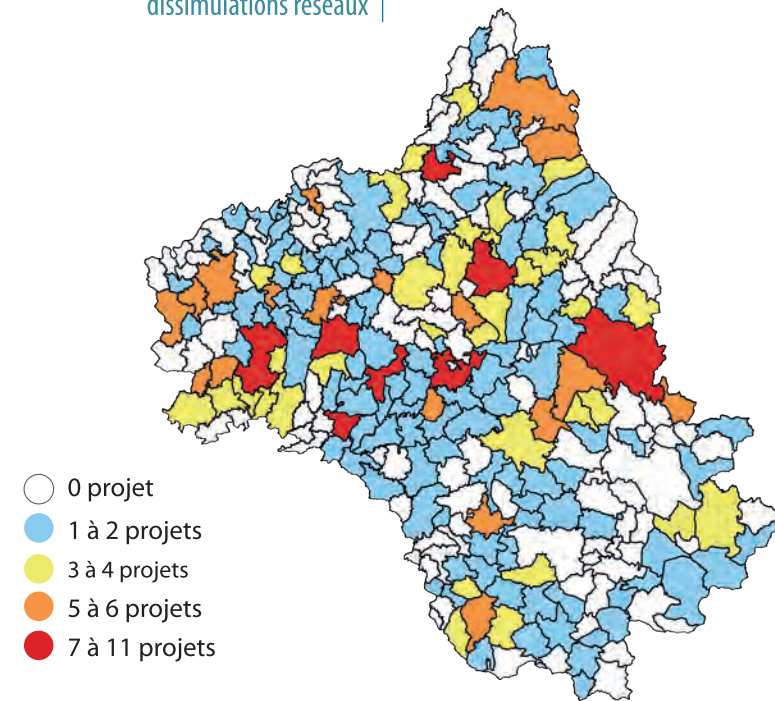 dissimulations réseaux
0 projet
1 à 2 projets
3 à 4 projets
5 à 6 projets
7 à 11 projets